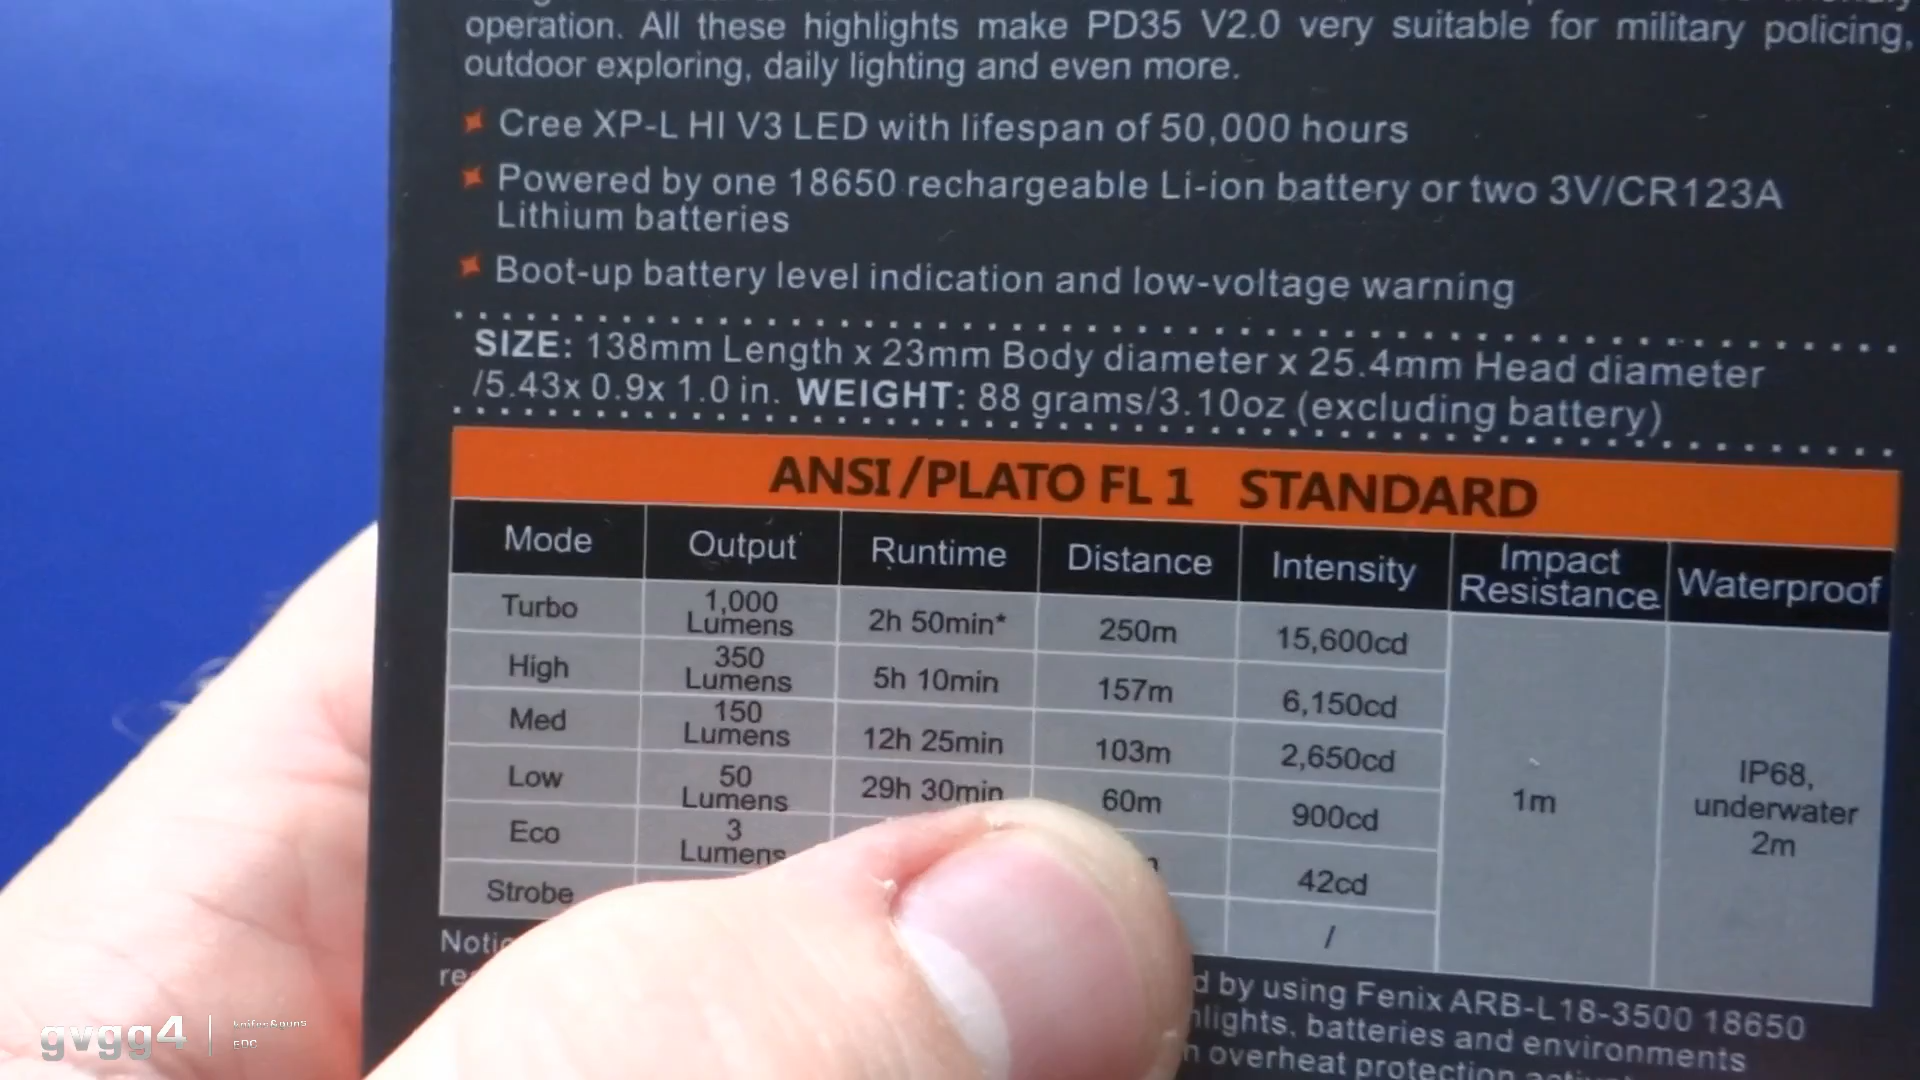 operation. All these highlights make PD35 V2.0 very suitable for military policing,
outdoor exploring, daily lighting and even more.
Cree XP-L HI V3 LED with lifespan of 50,000 hours
Powered by one 18650 rechargeable Li-ion battery or two 3V/CR123A
Lithium batteries
Boot-up battery level indication and low-voltage warning
SIZE: 138mm Length x 23mm Body diameter x 25.4mm Head diameter
/5.43x 0.9x 1.0 in. WEIGHT: 88 grams/3.10oz (excluding battery)
ANSI/PLATO FL 1 STANDARD
Mode Output Runtime Distance Intensity Impact Resistance Waterproof
Turbo 1,000 Lumens 2h 50min* 250m 15,600cd
High 350 Lumens 5h 10min 157m 6,150cd
Med 150 Lumens 12h 25min 103m 2,650cd
Low 50 Lumens 29h 30min 60m 900cd
1m
IP68,
underwater
2m
Eco 3 Lumens 42cd
Strobe /
by using Fenix ARB-L18-3500 18650
batteries and environments
overheat protection
gvgg4
knifes&guns
EDC